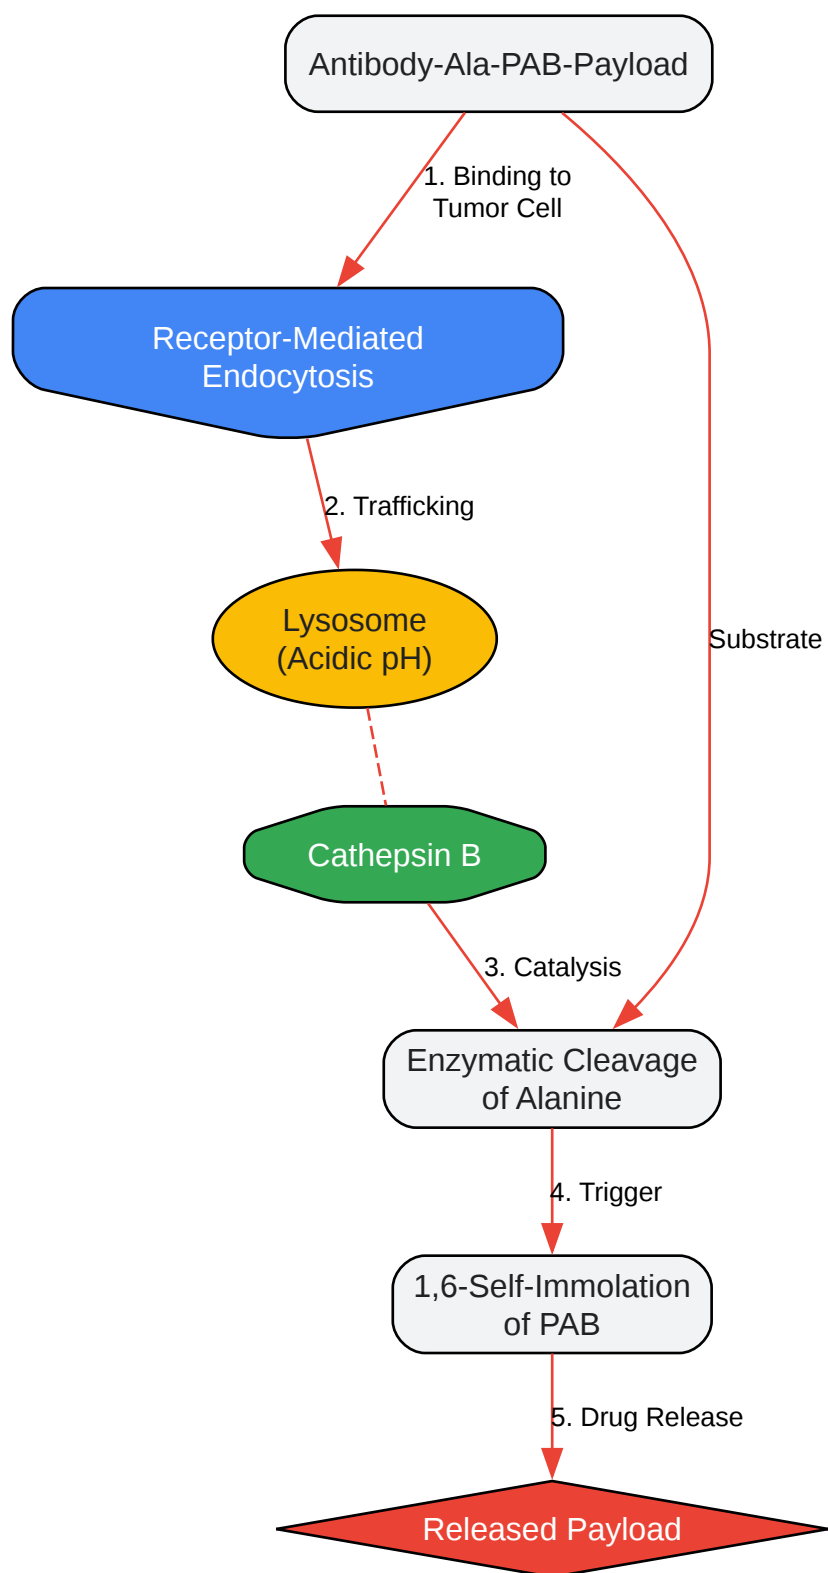 Antibody-Ala-PAB-Payload
1. Binding to
Tumor Cell
Receptor-Mediated
Endocytosis
2. Trafficking
Lysosome
(Acidic pH)
Substrate
Cathepsin B
3. Catalysis
Enzymatic Cleavage
of Alanine
4. Trigger
1,6-Self-Immolation
of PAB
5. Drug Release
Released Payload